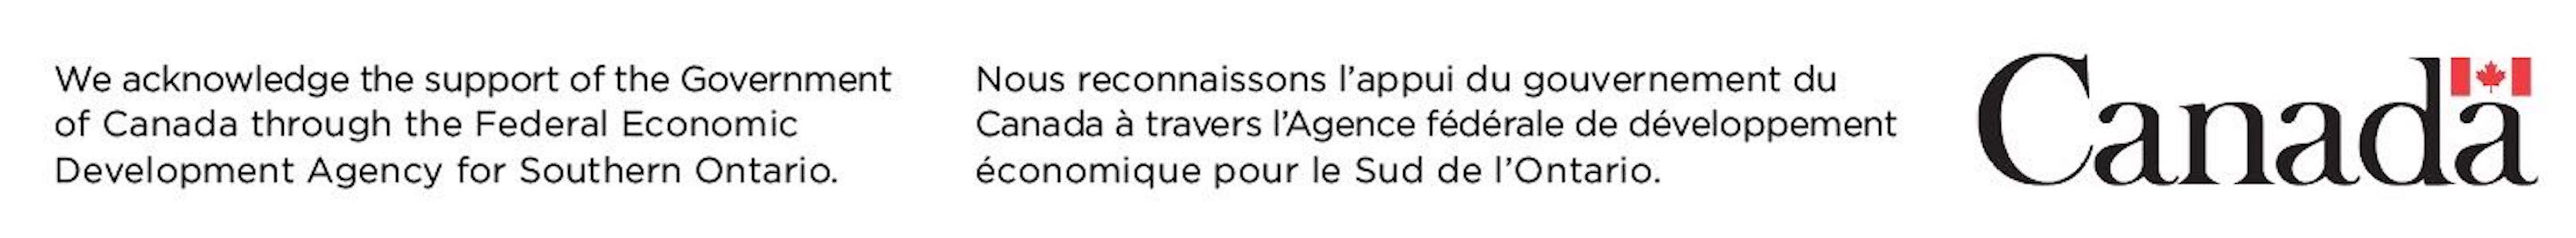 We acknowledge the support of the Government
of Canada through the Federal Economic
Development Agency for Southern Ontario.
Nous reconnaissons l’appui du gouvernement du
Canada à travers l’Agence fédérale de développement
économique pour le Sud de l’Ontario.
Canada